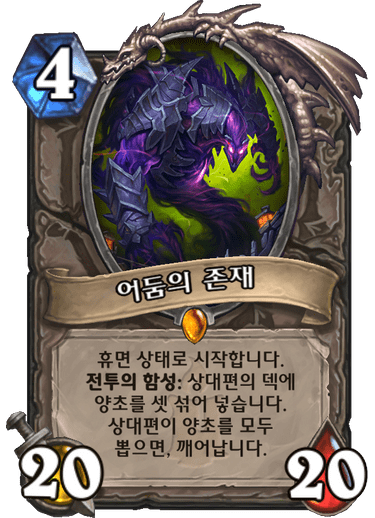 4
어둠의 존재
휴면 상태로 시작합니다.
전투의 함성: 상대편의 덱에
양초를 셋 섞어 넣습니다.
상대편이 양초를 모두
뽑으면, 깨어납니다.
20
20